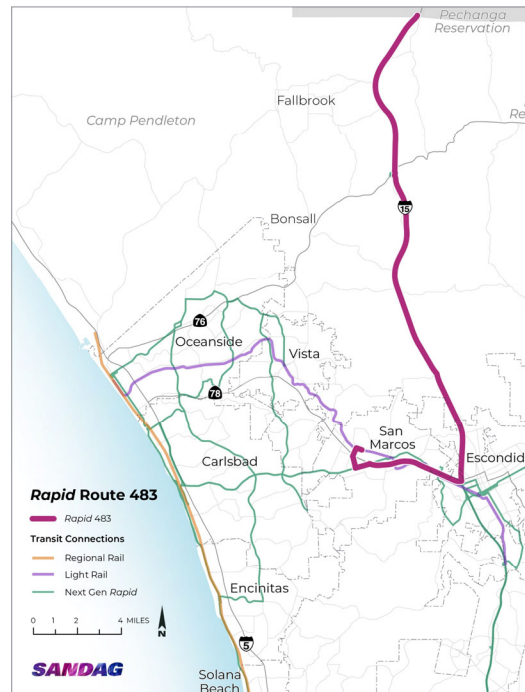 Pechanga
Reservation
Fallbrook
Camp Pendleton
Re
Bonsall
15
76
Oceanside
Vista
78
San
Marcos
Escondid
Carlsbad
Rapid Route 483
Rapid 483
Transit Connections
Regional Rail
Light Rail
Next Gen Rapid
Encinitas
0 1 2 4 MILES
N
5
SANDAG
Solana
Beach